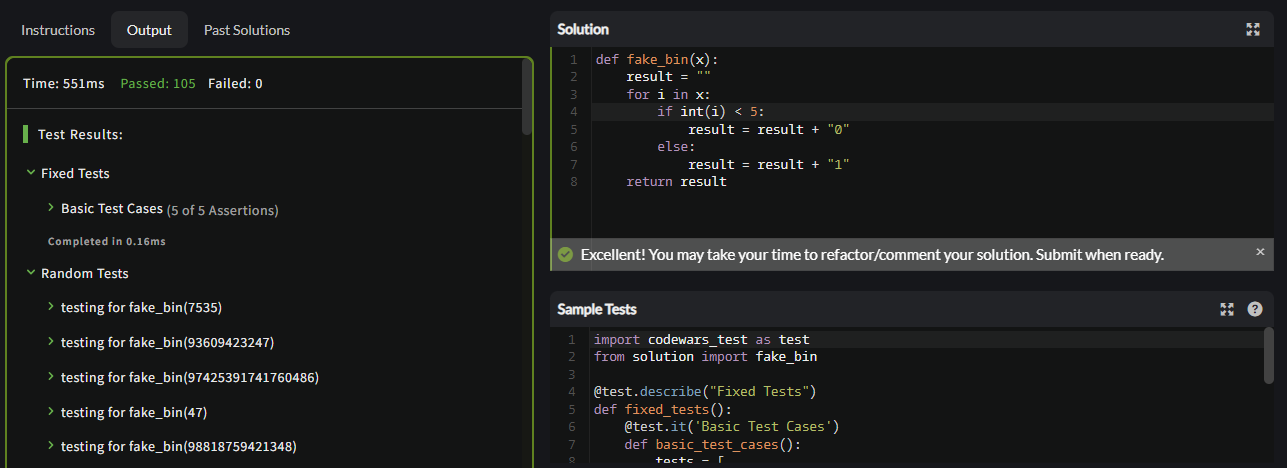 Instructions Output Past Solutions
Time: 551ms Passed: 105 Failed: 0
Test Results:
Fixed Tests
Basic Test Cases (5 of 5 Assertions)
Completed in 0.16ms
Random Tests
testing for fake_bin(7535)
testing for fake_bin(93609423247)
testing for fake_bin(97425391741760486)
testing for fake_bin(47)
testing for fake_bin(98818759421348)
Solution
1 def fake_bin(x):
2     result = ""
3     for i in x:
4         if int(i) < 5:
5             result = result + "0"
6         else:
7             result = result + "1"
8     return result
Excellent! You may take your time to refactor/comment your solution. Submit when ready. ×
Sample Tests ?
1 import codewars_test as test
2 from solution import fake_bin
3
4 @test.describe("Fixed Tests")
5 def fixed_tests():
6     @test.it('Basic Test Cases')
7     def basic_test_cases():
8         tests = [